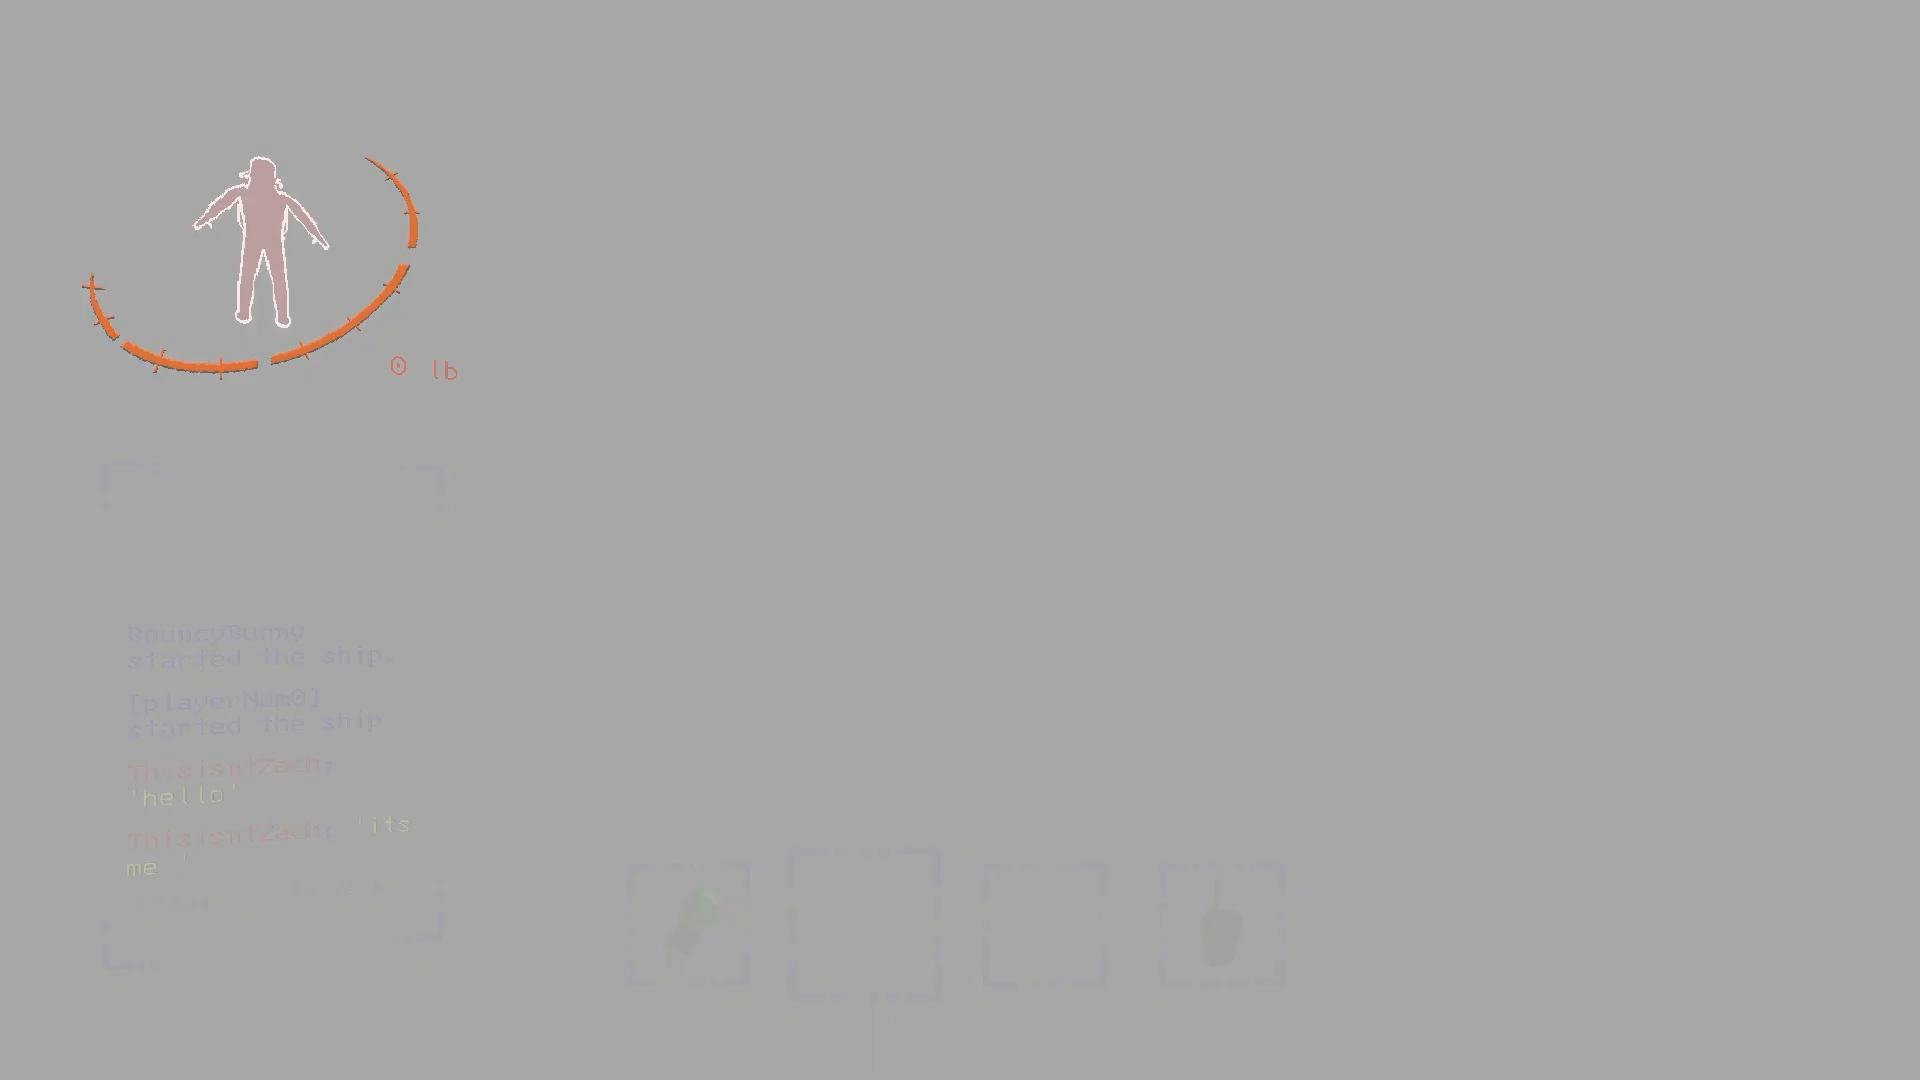 0 lb
BouncyBunny
started the ship.
[playerNum0]
started the ship
ThisisntZach:
'hello'
ThisisntZach: 'its
me '